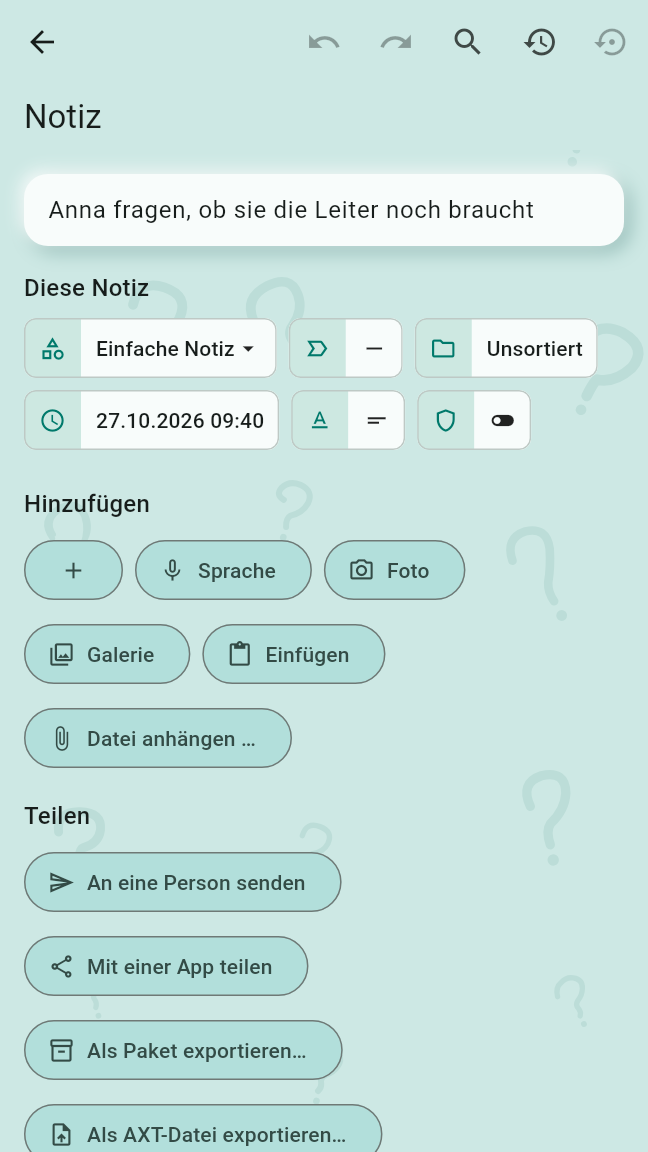 Notiz
Anna fragen, ob sie die Leiter noch braucht
Diese Notiz
Einfache Notiz
Unsortiert
27.10.2026 09:40
Hinzufügen
Sprache
Foto
Galerie
Einfügen
Datei anhängen ...
Teilen
An eine Person senden
Mit einer App teilen
Als Paket exportieren...
Als AXT-Datei exportieren...